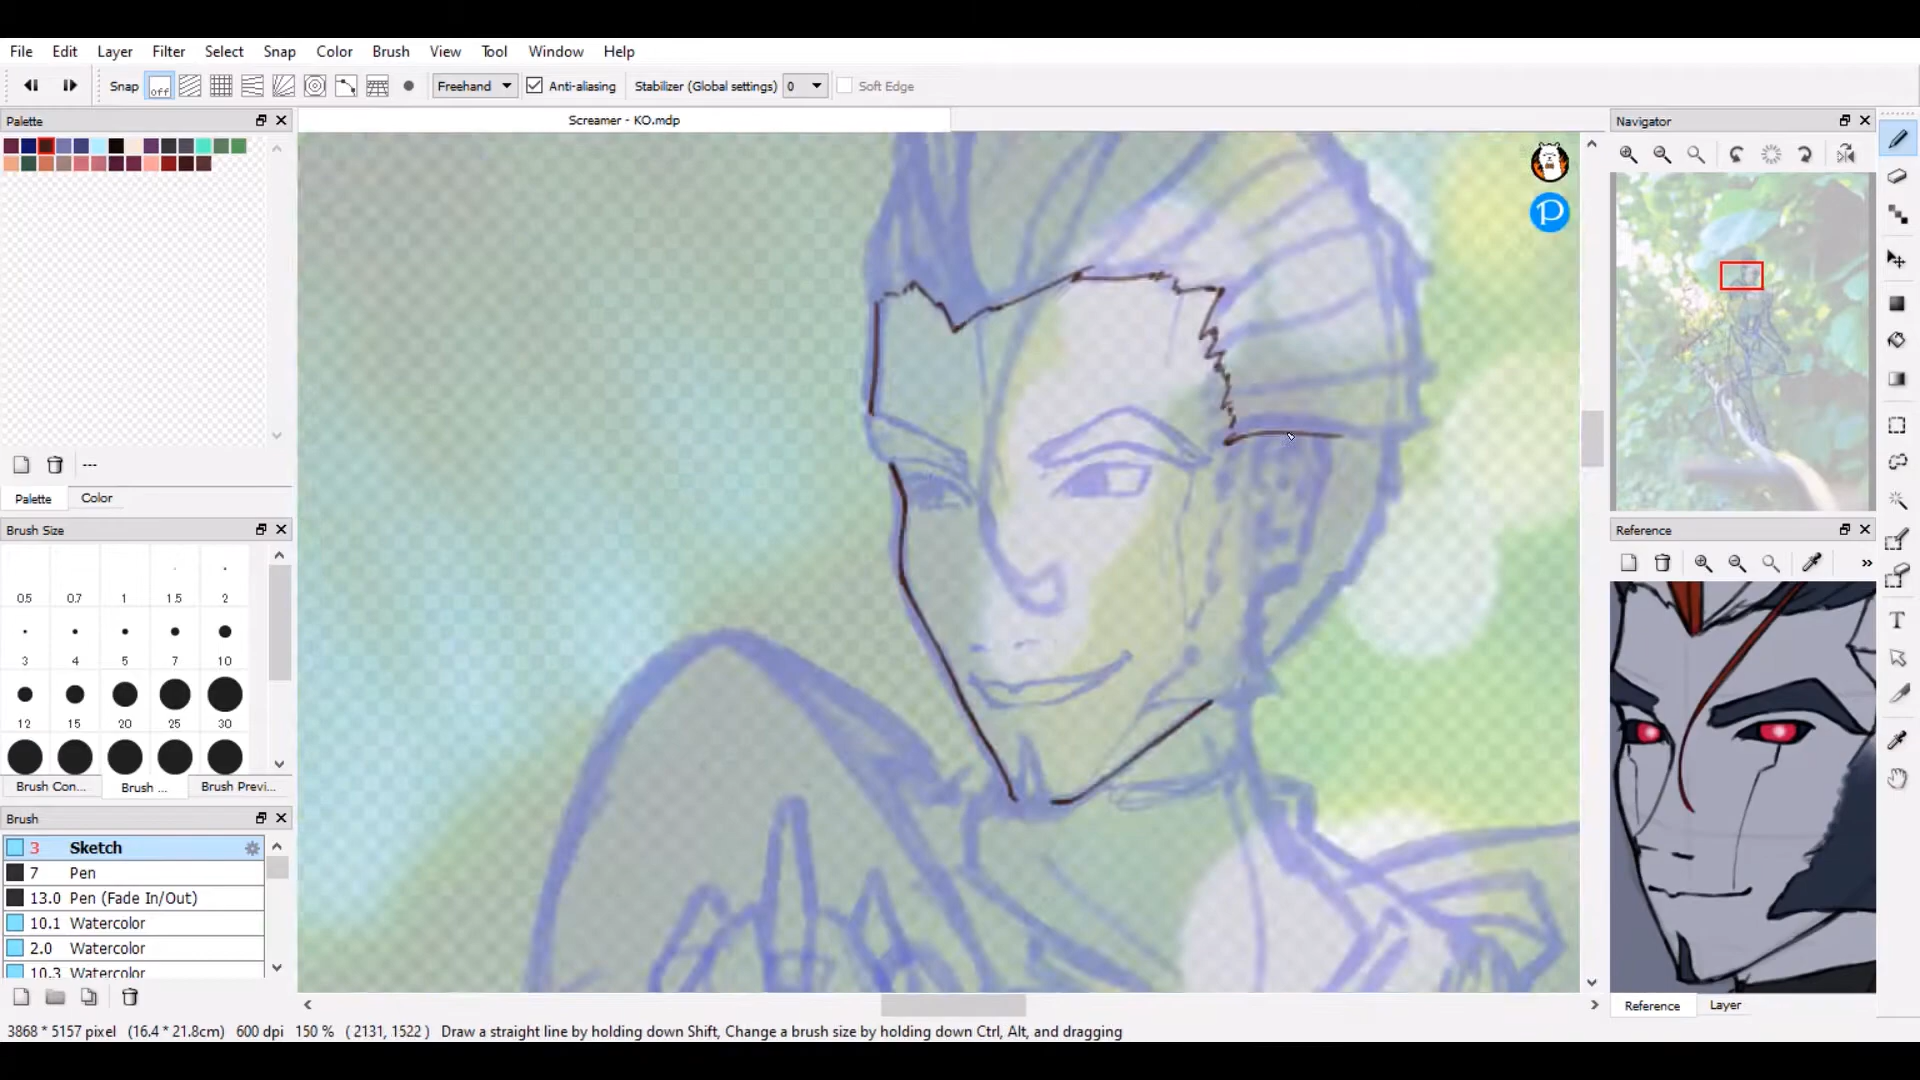 File Edit Layer Filter Select Snap Color Brush View Tool Window Help
Snap off Freehand Anti-aliasing Stabilizer (Global settings) 0 Soft Edge
Palette
Screamer - KO.mdp
Navigator
P
---
Palette Color
Brush Size
Reference
0.5 0.7 1 1.5 2
3 4 5 7 10
12 15 20 25 30
Brush Con... Brush ... Brush Previ...
Brush
3 Sketch
7 Pen
13.0 Pen (Fade In/Out)
10.1 Watercolor
2.0 Watercolor
10.3 Watercolor
Reference Layer
3868 * 5157 pixel (16.4 * 21.8cm) 600 dpi 150 % ( 2131, 1522 ) Draw a straight line by holding down Shift, Change a brush size by holding down Ctrl, Alt, and dragging